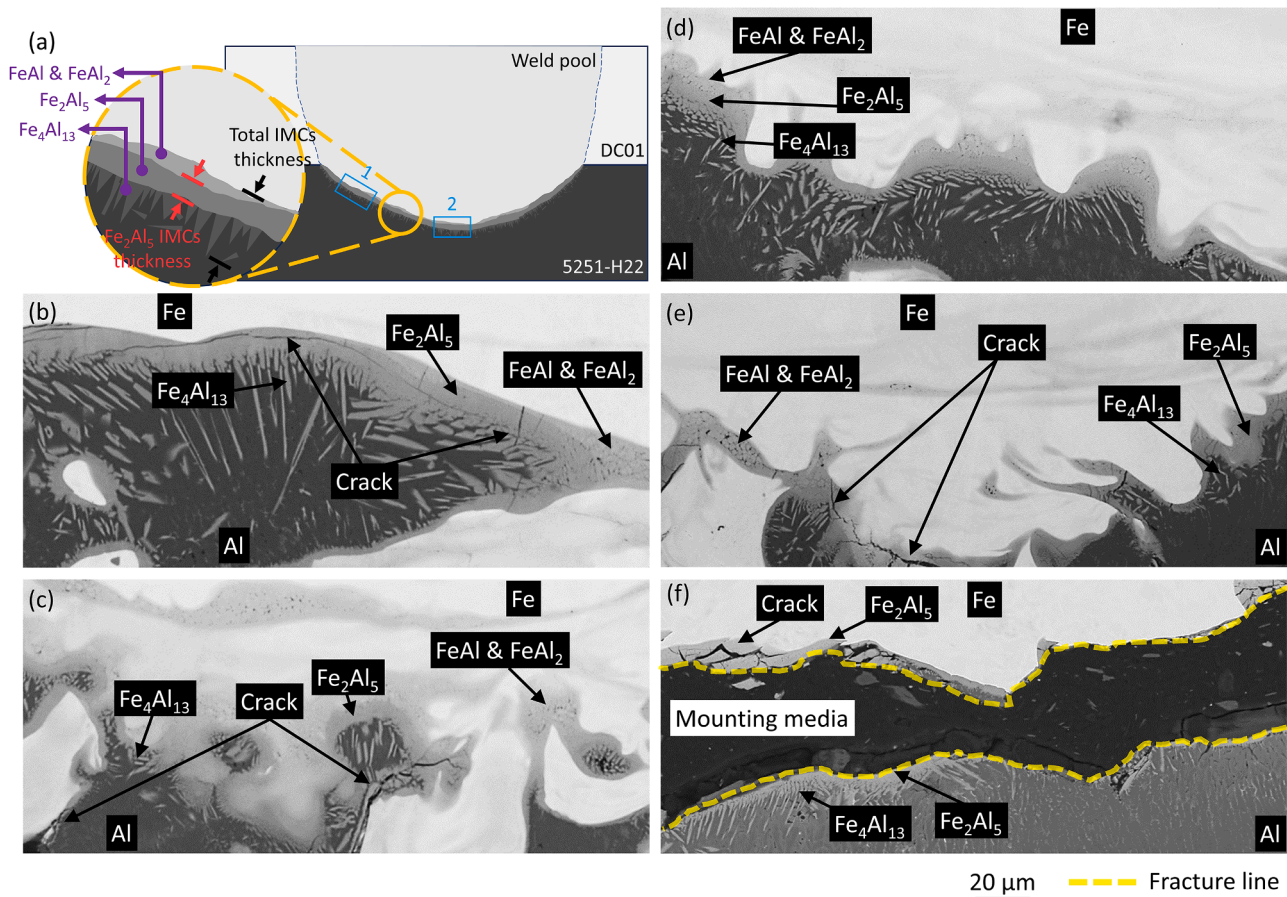 (a)
Weld pool
FeAl & FeAl₂
Fe₂Al₅
Fe₄Al₁₃
Total IMCs
thickness
DC01
1
2
Fe₂Al₅ IMCs
thickness
5251-H22
(b)
Fe
Fe₂Al₅
FeAl & FeAl₂
Fe₄Al₁₃
Crack
Al
(c)
Fe
FeAl & FeAl₂
Fe₂Al₅
Fe₄Al₁₃
Crack
Al
(d)
Fe
FeAl & FeAl₂
Fe₂Al₅
Fe₄Al₁₃
Al
(e)
Fe
Crack
Fe₂Al₅
FeAl & FeAl₂
Fe₄Al₁₃
Al
(f)
Crack
Fe₂Al₅
Fe
Mounting media
Fe₄Al₁₃
Fe₂Al₅
Al
20 µm
Fracture line